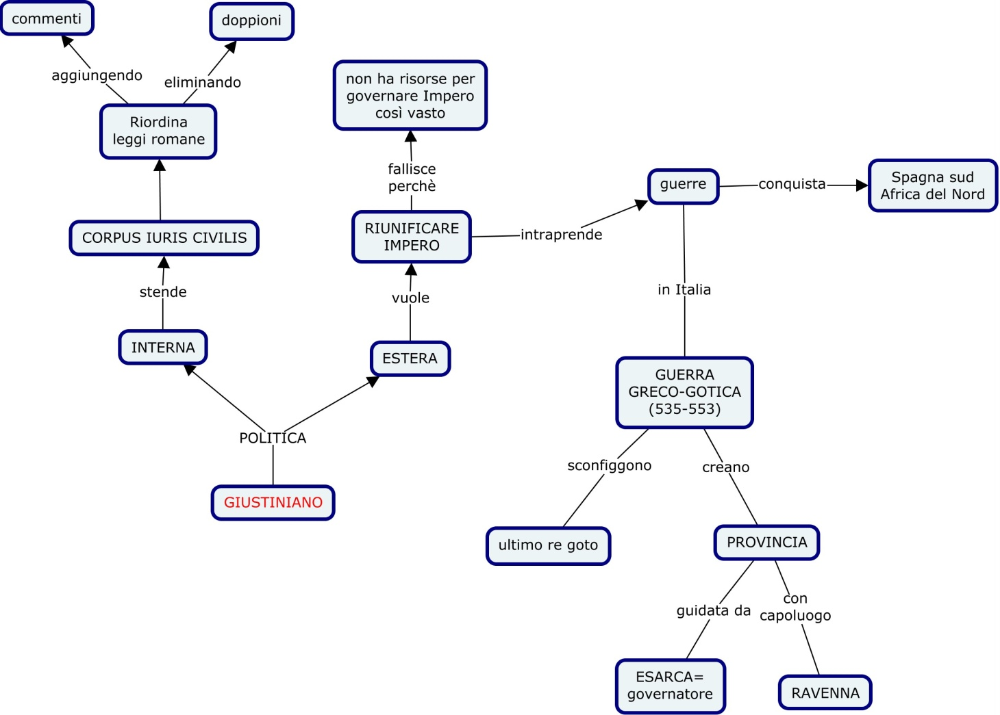 commenti
doppioni
aggiungendo
eliminando
Riordina
leggi romane
CORPUS IURIS CIVILIS
stende
INTERNA
non ha risorse per
governare Impero
così vasto
fallisce
perchè
RIUNIFICARE
IMPERO
vuole
ESTERA
POLITICA
GIUSTINIANO
intraprende
guerre
conquista
Spagna sud
Africa del Nord
in Italia
GUERRA
GRECO-GOTICA
(535-553)
sconfiggono
creano
ultimo re goto
PROVINCIA
guidata da
con
capoluogo
ESARCA=
governatore
RAVENNA